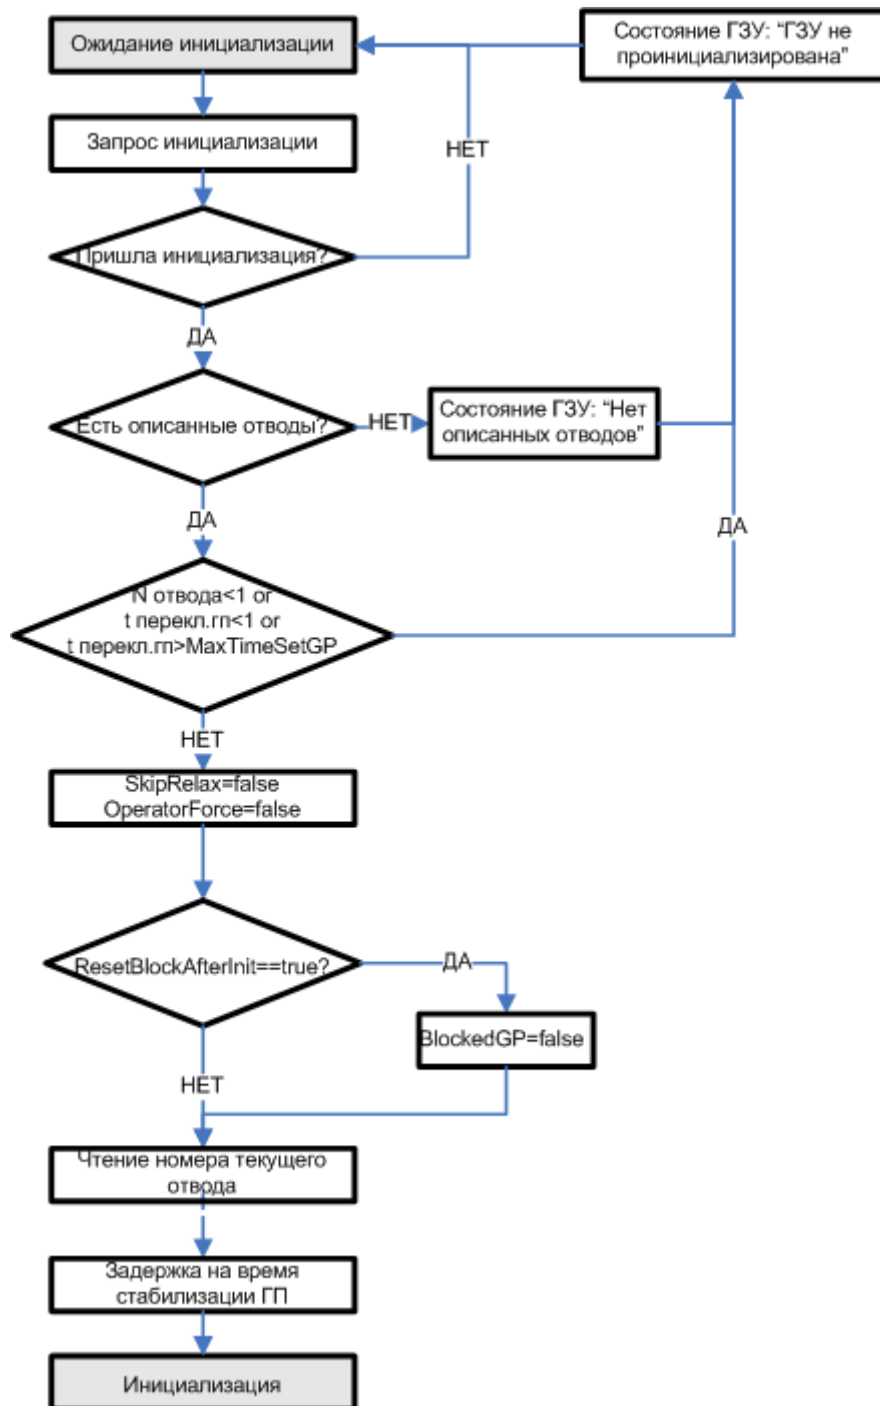 Ожидание инициализации
Состояние ГЗУ: “ГЗУ не
проинициализирована”
Запрос инициализации
НЕТ
Пришла инициализация?
ДА
Есть описанные отводы?
НЕТ
Состояние ГЗУ: “Нет
описанных отводов”
ДА
ДА
N отвода<1 or
t перекл.гп<1 or
t перекл.гп>MaxTimeSetGP
НЕТ
SkipRelax=false
OperatorForce=false
ResetBlockAfterInit==true?
ДА
BlockedGP=false
НЕТ
Чтение номера текущего
отвода
Задержка на время
стабилизации ГП
Инициализация